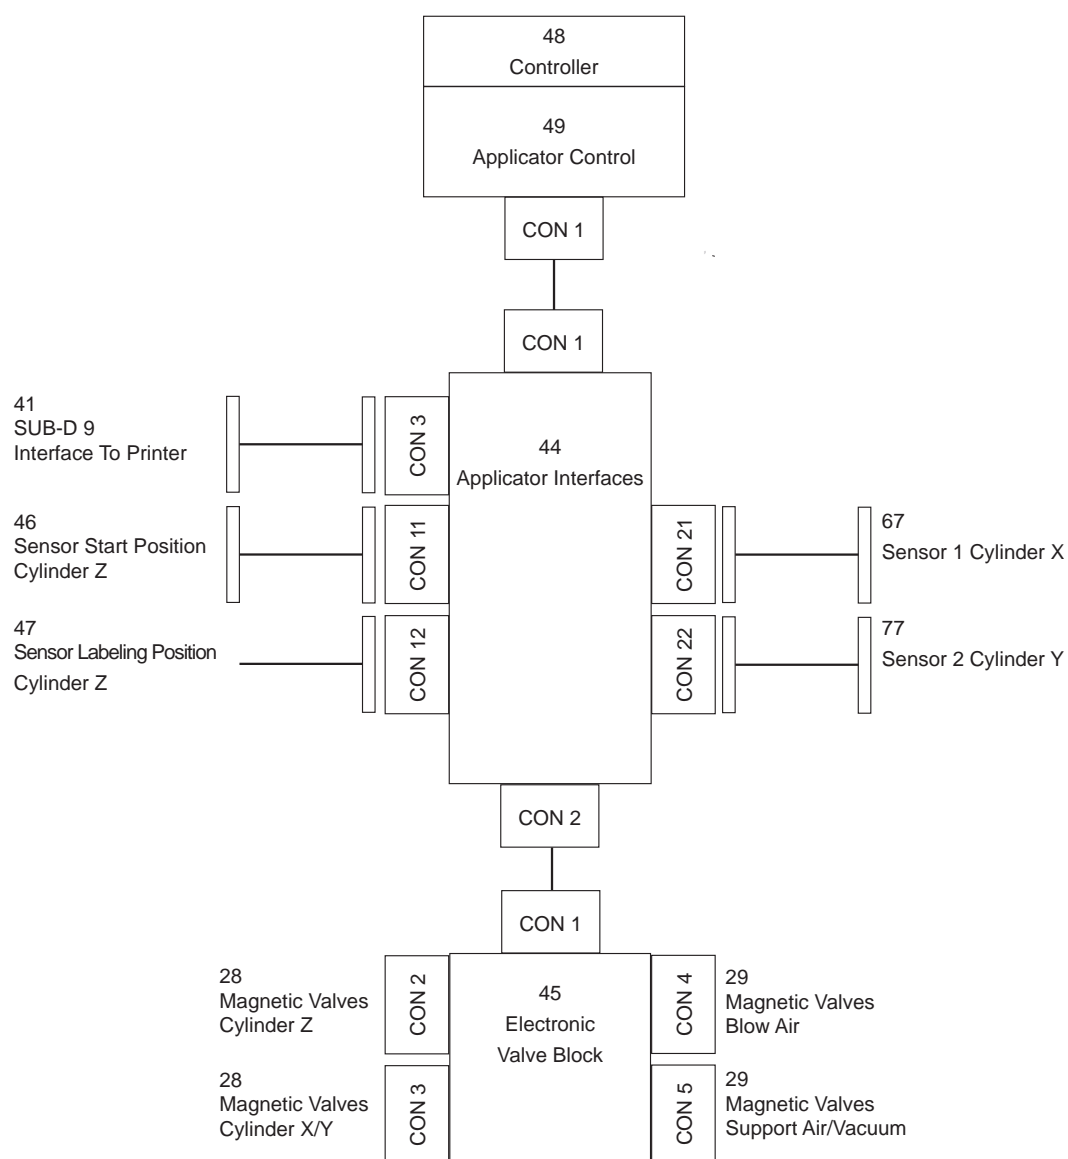 48
Controller
49
Applicator Control
CON 1
CON 1
41
SUB-D 9
Interface To Printer
CON 3
44
Applicator Interfaces
46
Sensor Start Position
Cylinder Z
CON 11
CON 21
67
Sensor 1 Cylinder X
47
Sensor Labeling Position
Cylinder Z
CON 12
CON 22
77
Sensor 2 Cylinder Y
CON 2
CON 1
28
Magnetic Valves
Cylinder Z
CON 2
45
Electronic
Valve Block
CON 4
29
Magnetic Valves
Blow Air
28
Magnetic Valves
Cylinder X/Y
CON 3
CON 5
29
Magnetic Valves
Support Air/Vacuum